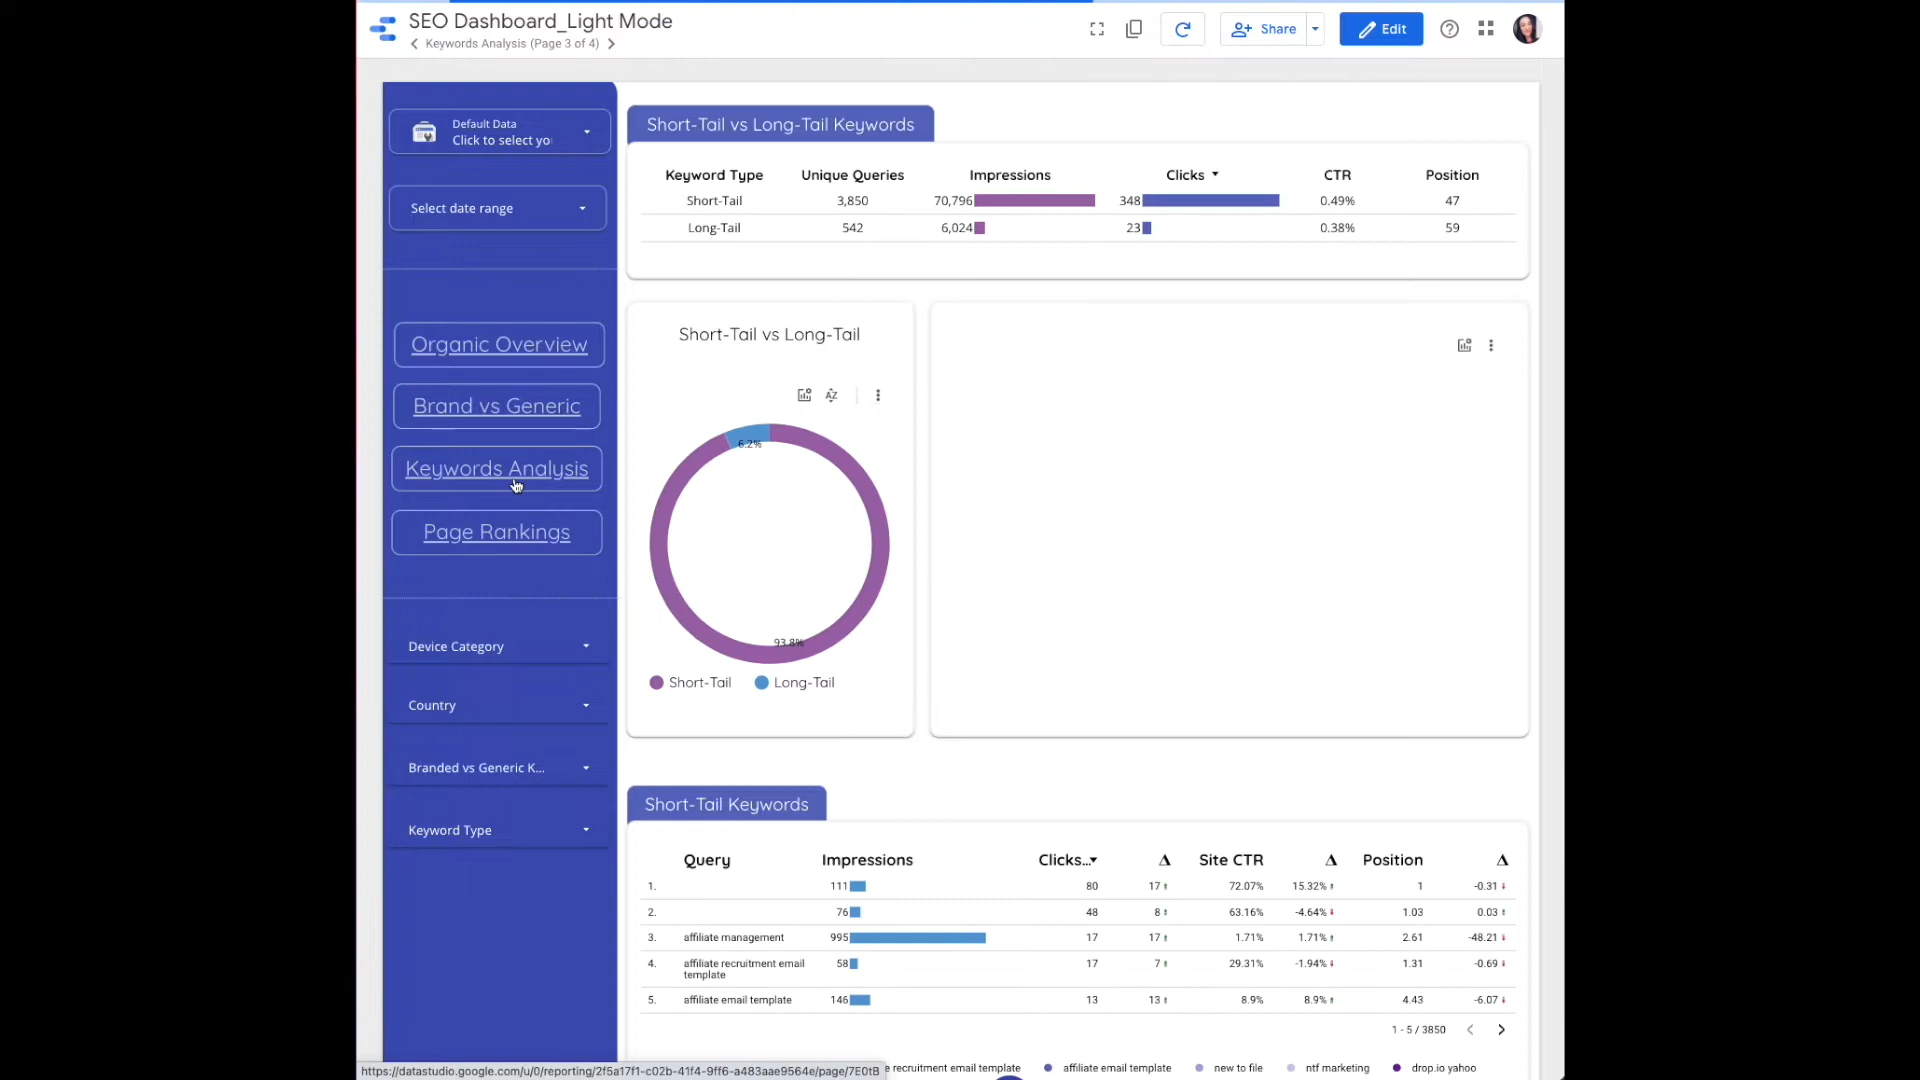 SEO Dashboard_Light Mode
Keywords Analysis (Page 3 of 4)
Share
Edit
Default Data
Click to select yo
Select date range
Organic Overview
Brand vs Generic
Keywords Analysis
Page Rankings
Device Category
Country
Branded vs Generic K...
Keyword Type
Short-Tail vs Long-Tail Keywords
Keyword Type Unique Queries Impressions Clicks CTR Position
Short-Tail 3,850 70,796 348 0.49% 47
Long-Tail 542 6,024 23 0.38% 59
Short-Tail vs Long-Tail
6.2%
93.8%
Short-Tail Long-Tail
Short-Tail Keywords
Query Impressions Clicks... Δ Site CTR Δ Position Δ
1. 111 80 17 72.07% 15.32% 1 -0.31
2. 76 48 8 63.16% -4.64% 1.03 0.03
3. affiliate management 995 17 17 1.71% 1.71% 2.61 -48.21
4. affiliate recruitment email template 58 17 7 29.31% -1.94% 1.31 -0.69
5. affiliate email template 146 13 13 8.9% 8.9% 4.43 -6.07
1 - 5 / 3850
e recruitment email template affiliate email template new to file ntf marketing drop.io yahoo
https://datastudio.google.com/u/0/reporting/2f5a17f1-c02b-41f4-9ff6-a483aae9564e/page/7E0tB